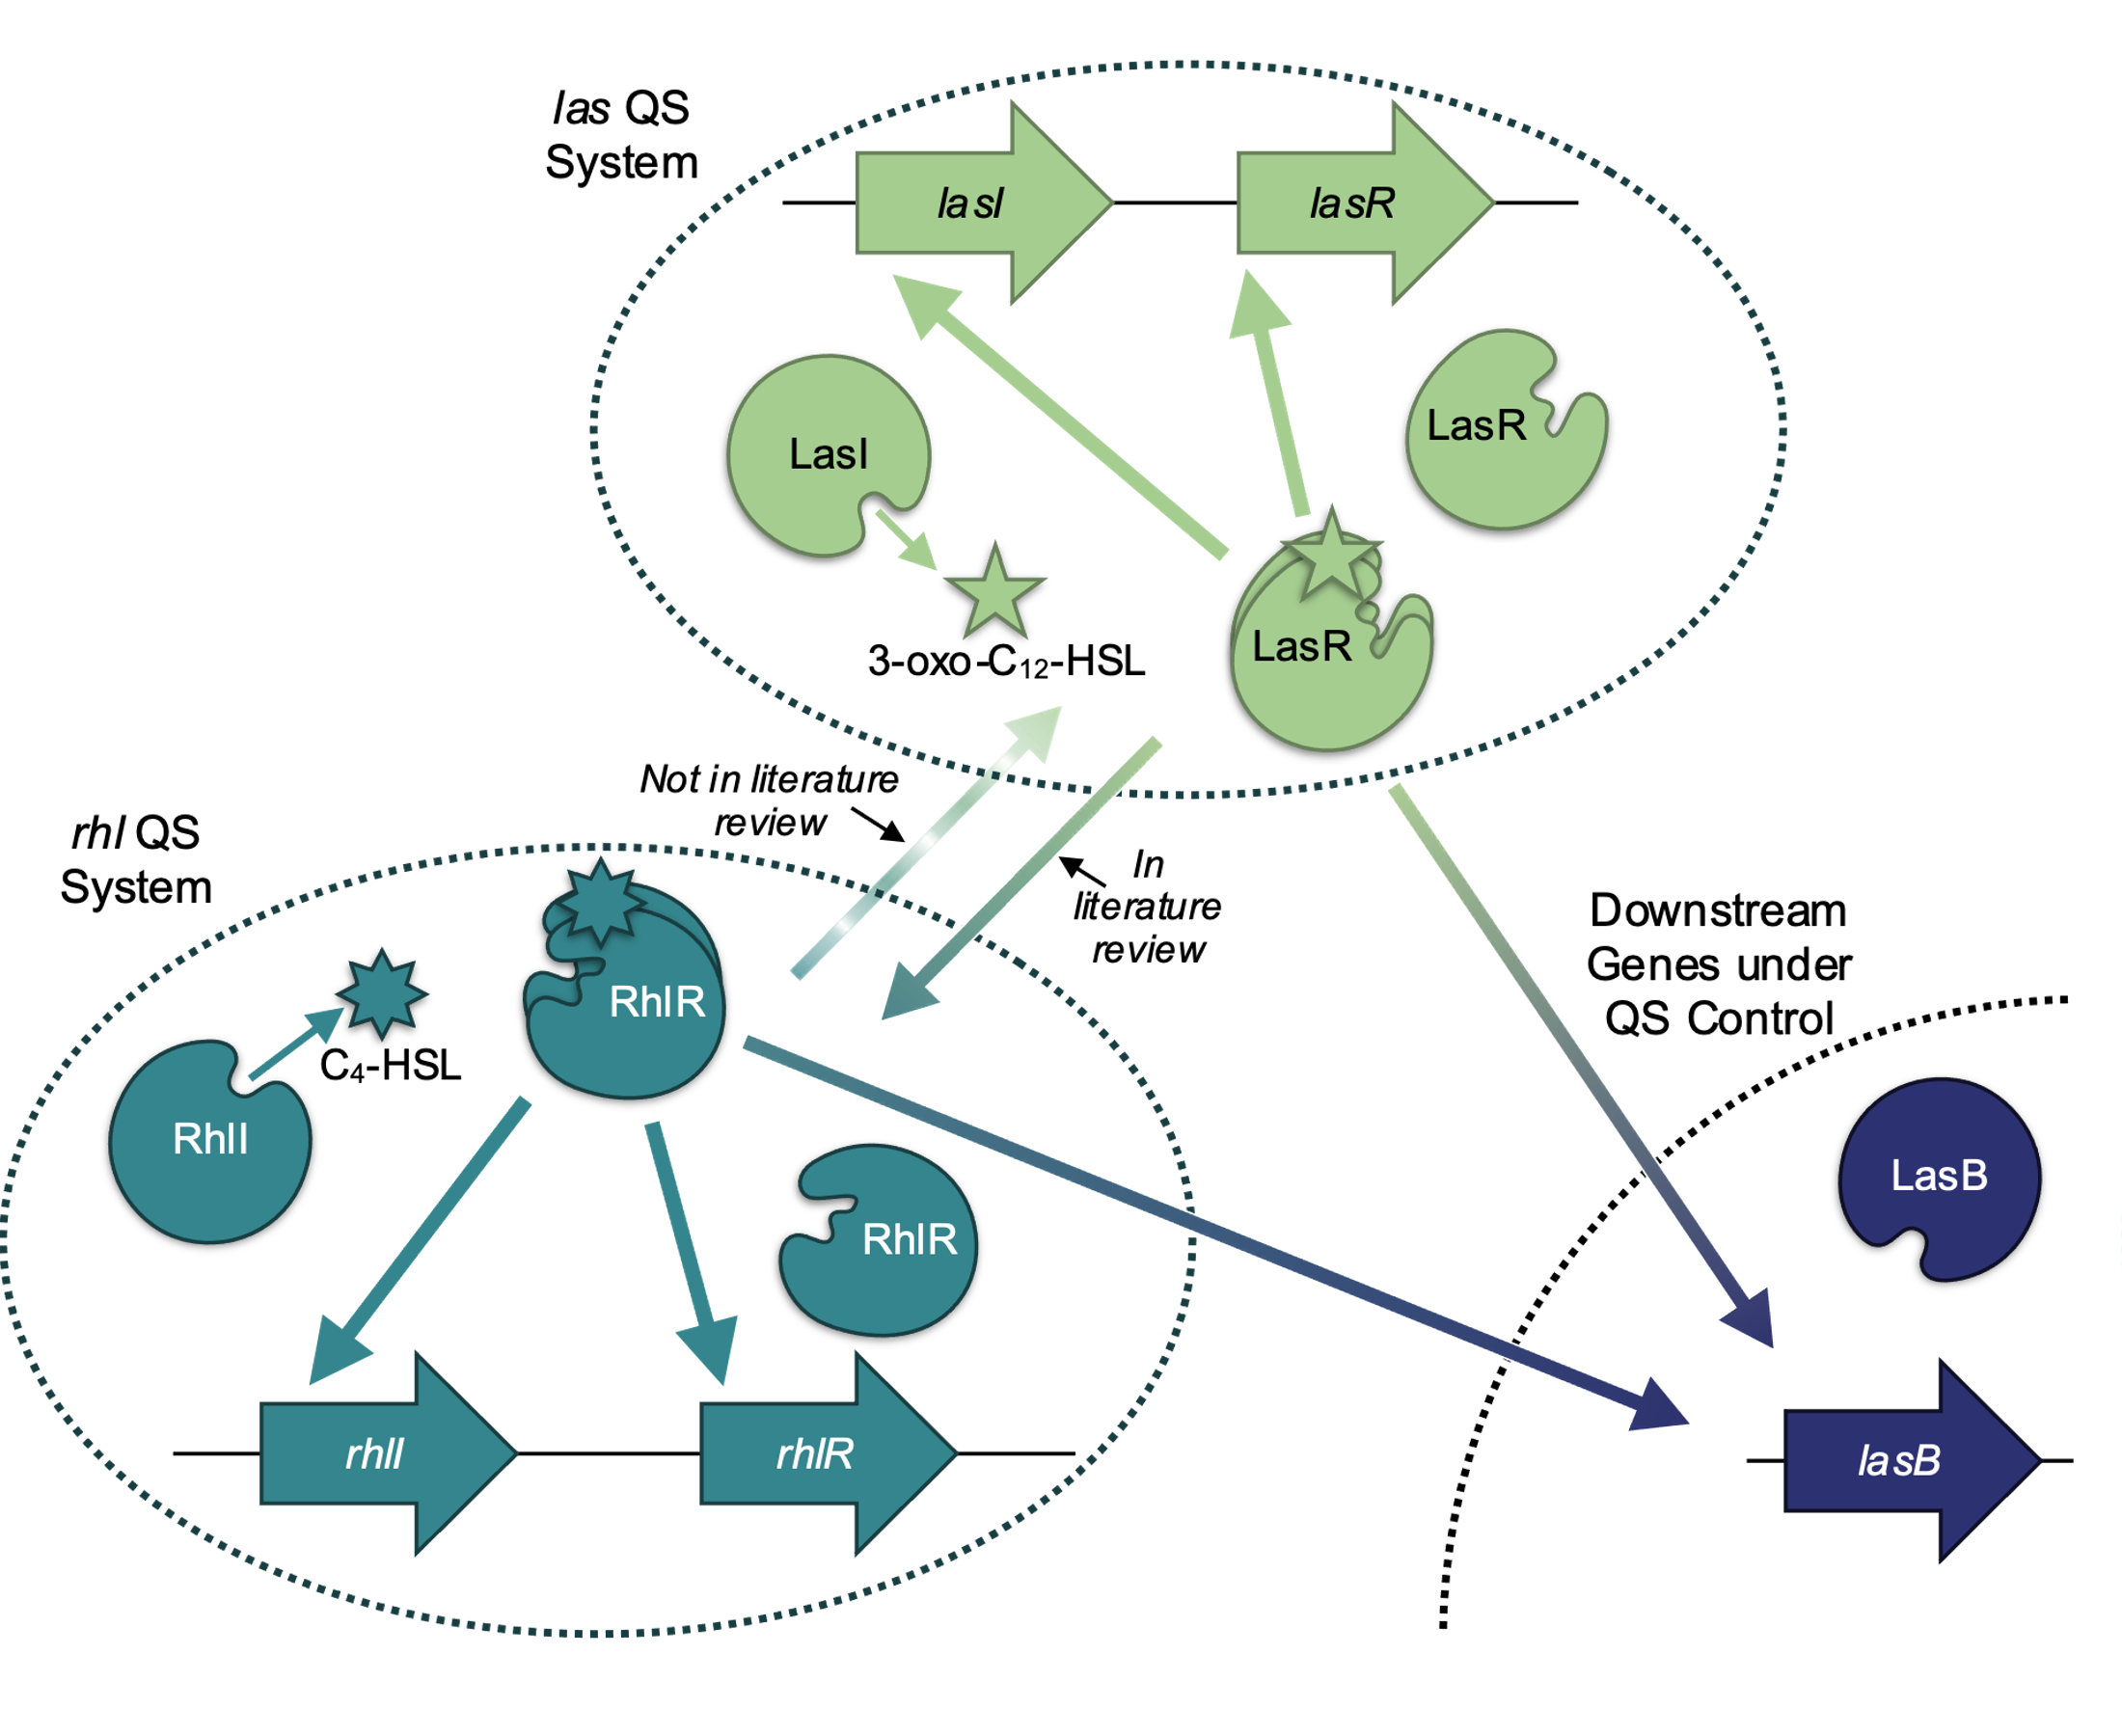 las QS
System
lasI
lasR
LasI
LasR
3-oxo-C₁₂-HSL
LasR
Not in literature
review
In
literature
review
rhl QS
System
RhlR
C₄-HSL
RhlI
RhlR
rhlI
rhlR
Downstream
Genes under
QS Control
LasB
lasB